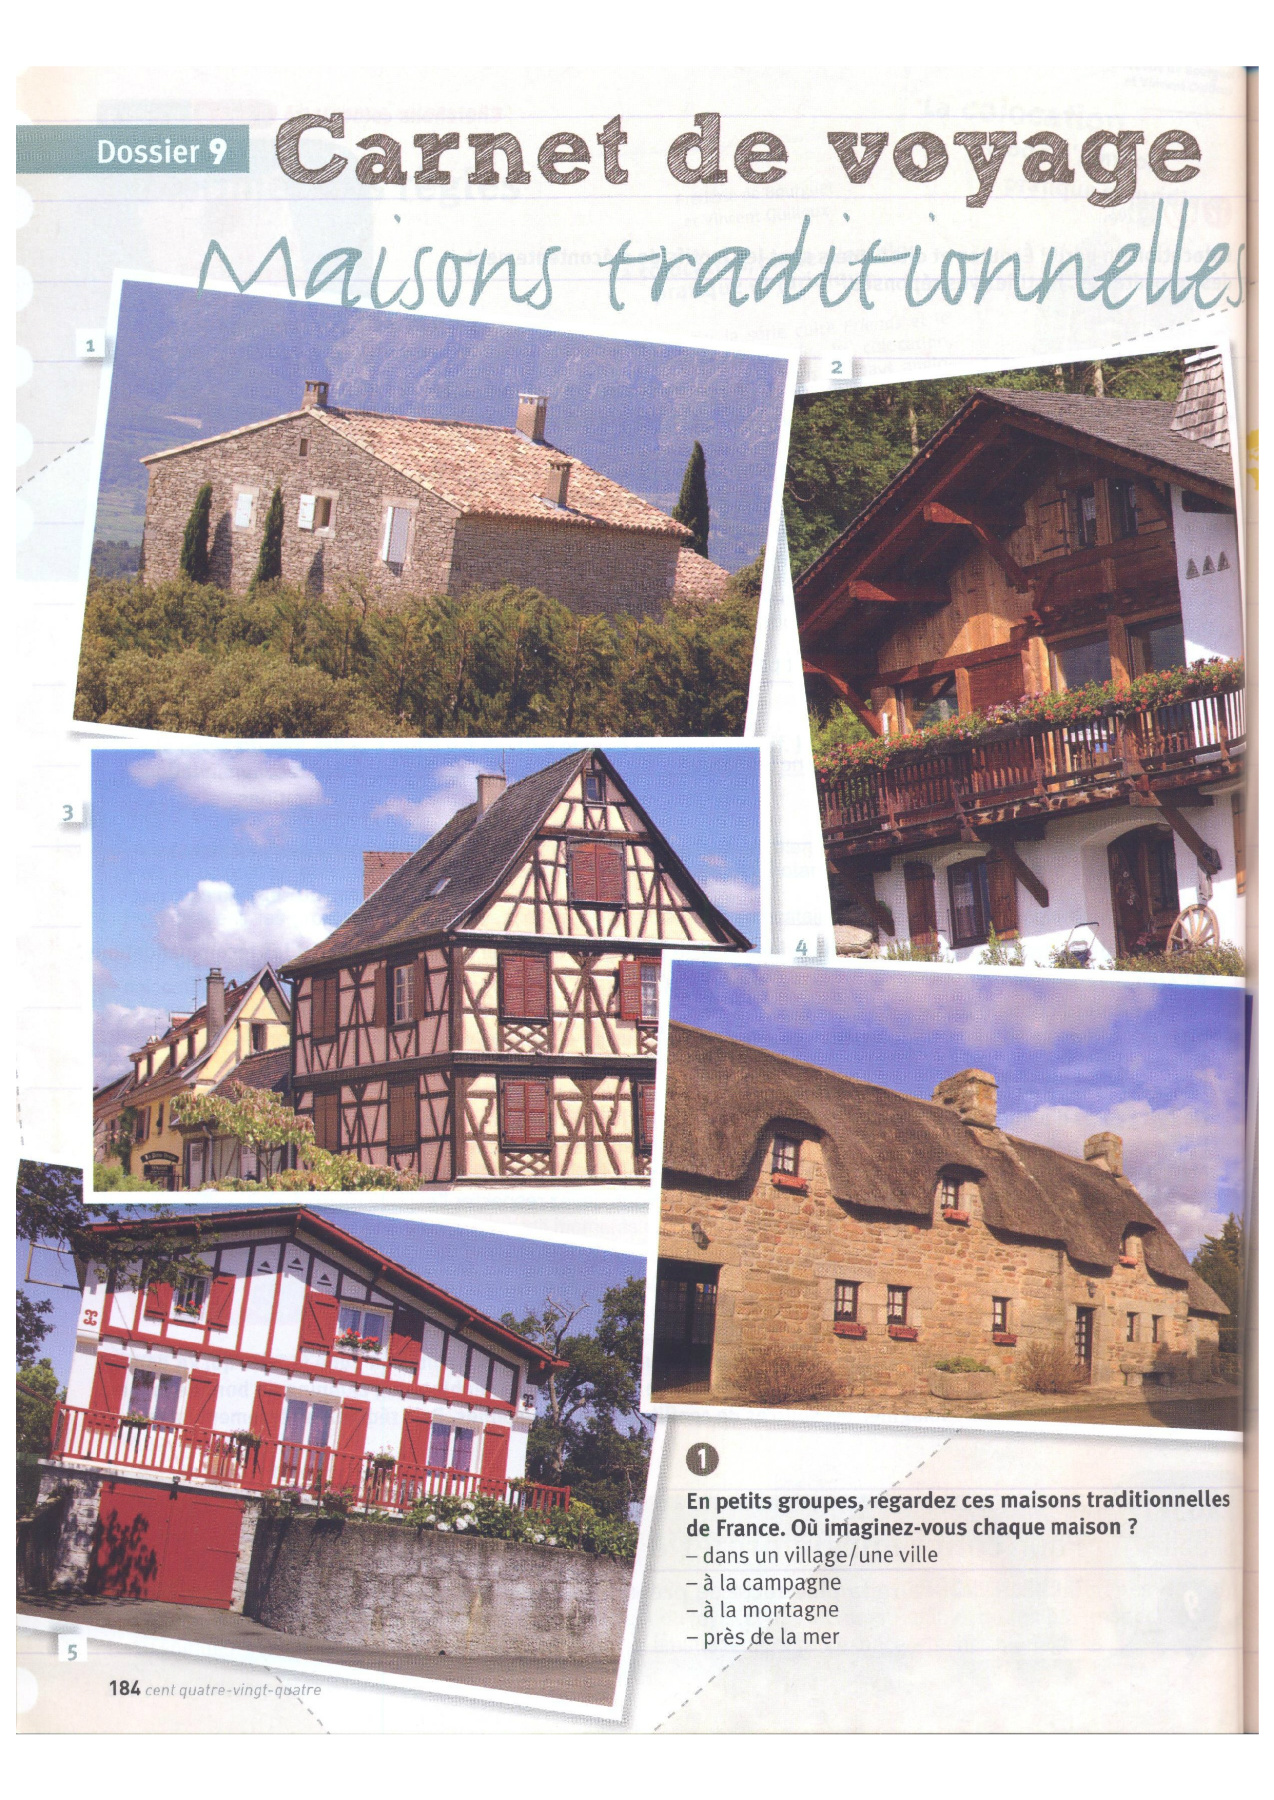 Dossier 9
Carnet de voyage
Maisons traditionnelles
1
2
3
4
5
1
En petits groupes, regardez ces maisons traditionnelles
de France. Où imaginez-vous chaque maison ?
– dans un village/une ville
– à la campagne
– à la montagne
– près de la mer
184 cent quatre-vingt-quatre